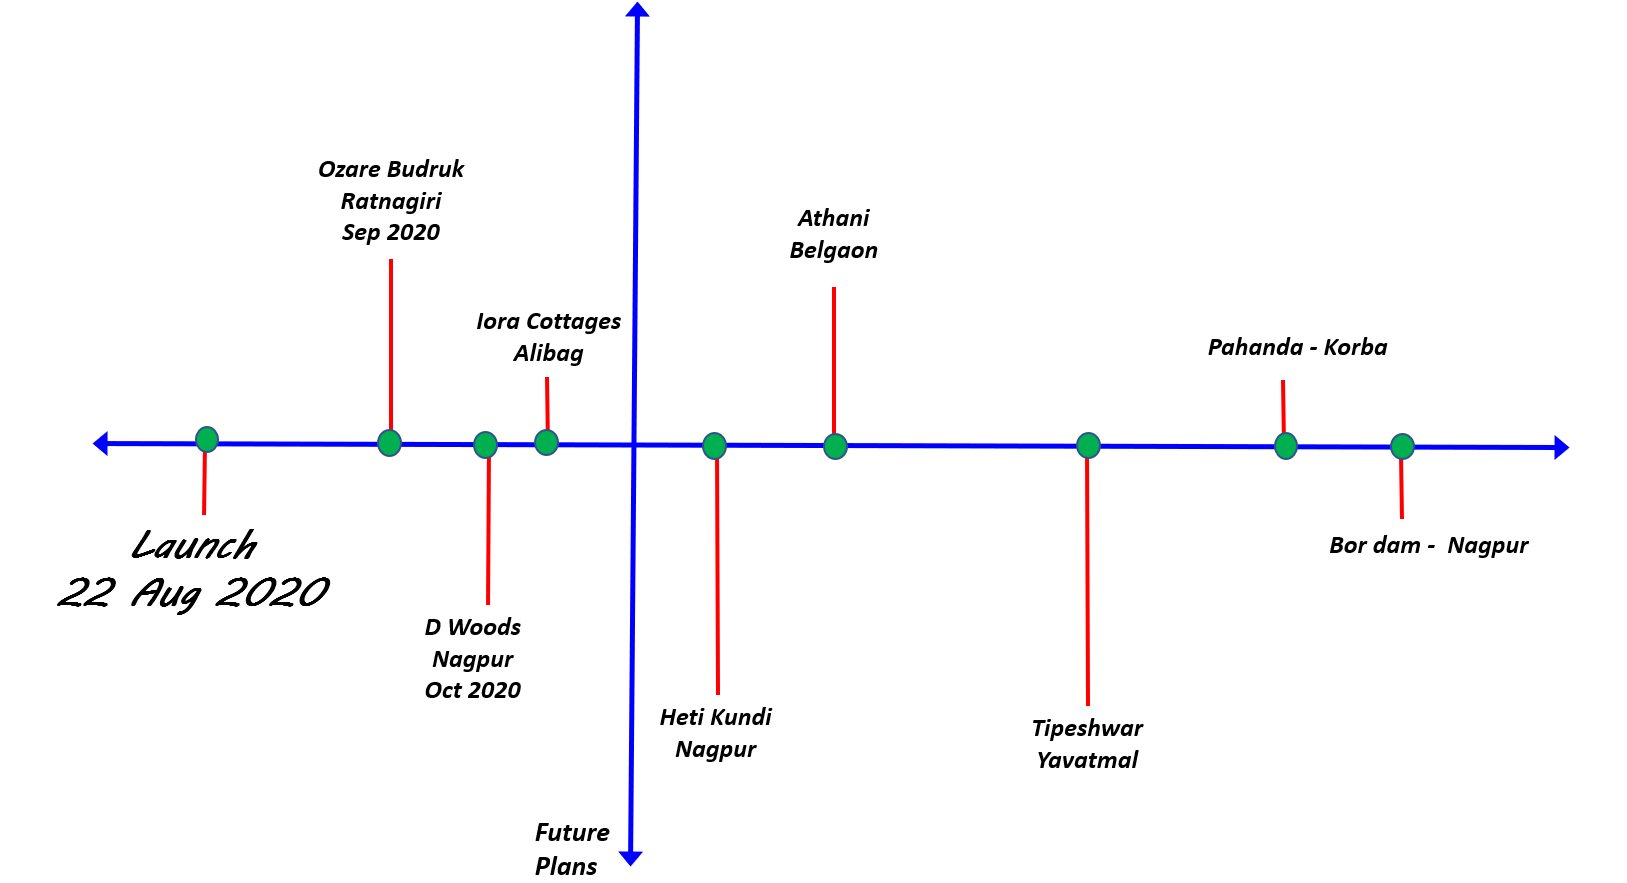 Ozare Budruk
Ratnagiri
Sep 2020
Iora Cottages
Alibag
Athani
Belgaon
Pahanda - Korba
Launch
22 Aug 2020
D Woods
Nagpur
Oct 2020
Heti Kundi
Nagpur
Tipeshwar
Yavatmal
Bor dam -  Nagpur
Future
Plans